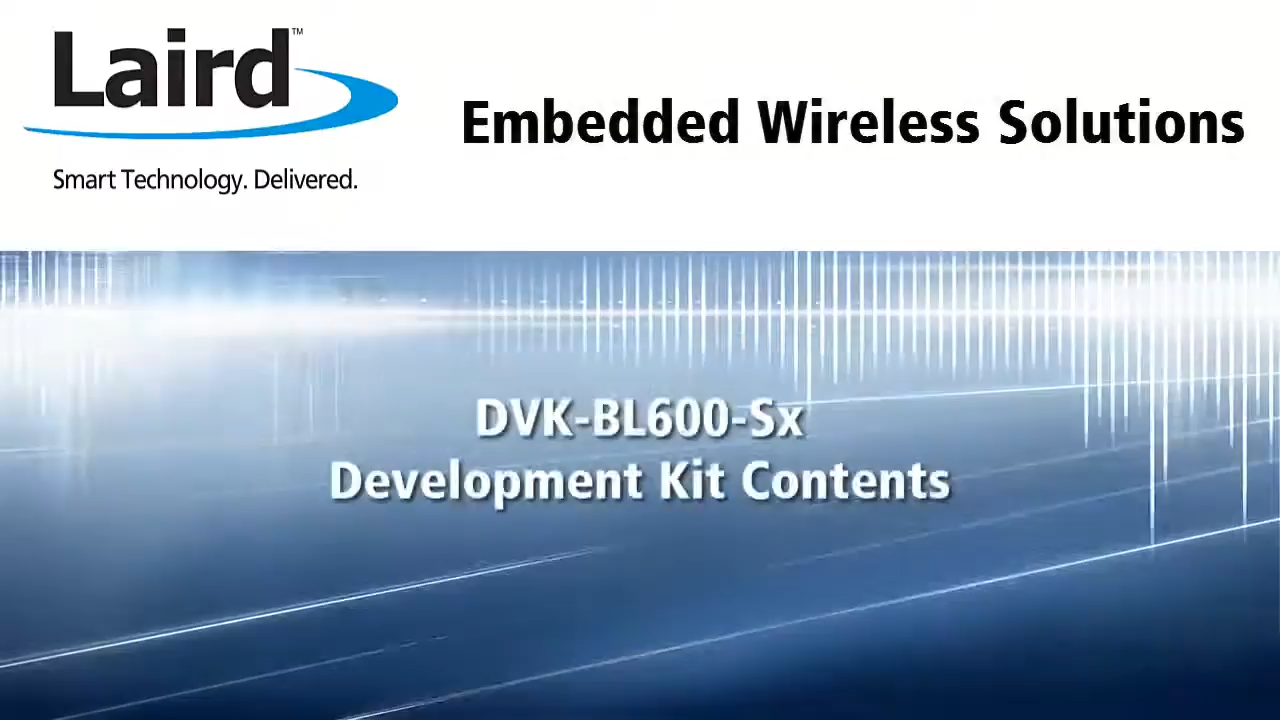 Laird™
Embedded Wireless Solutions
Smart Technology. Delivered.
DVK-BL600-Sx
Development Kit Contents